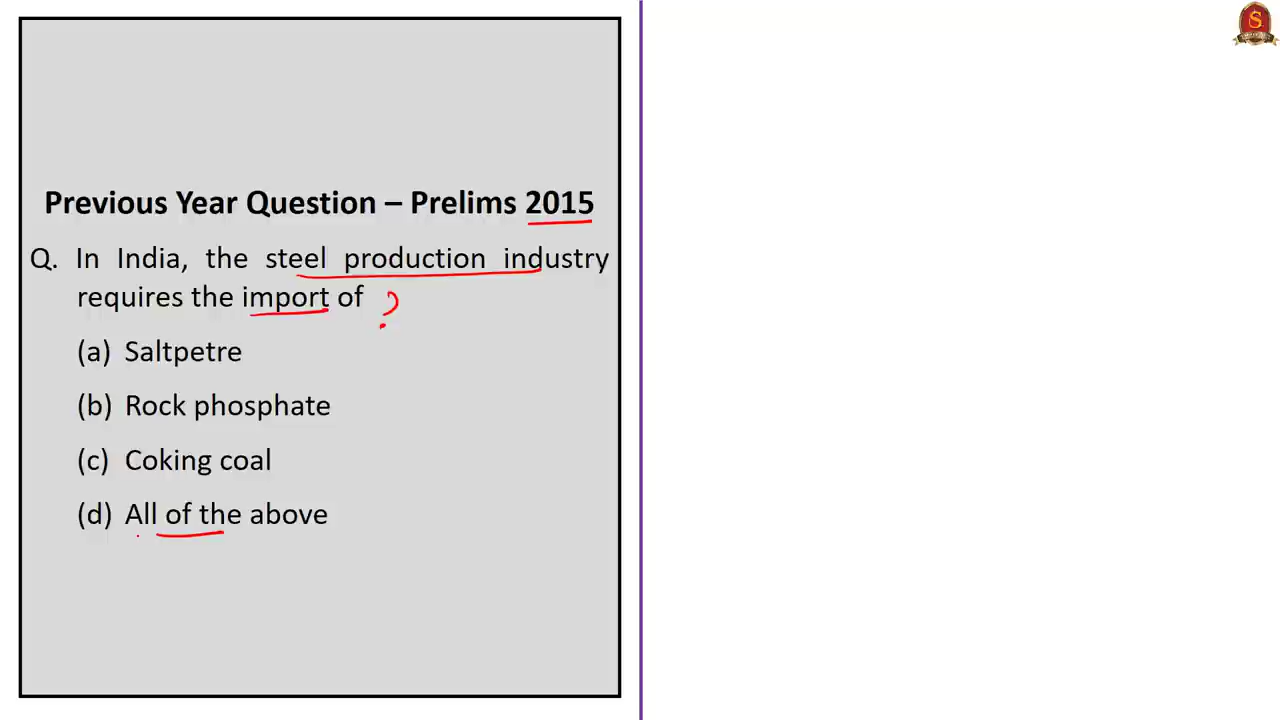 Previous Year Question – Prelims 2015
Q. In India, the steel production industry
requires the import of ?
(a) Saltpetre
(b) Rock phosphate
(c) Coking coal
(d) All of the above
S